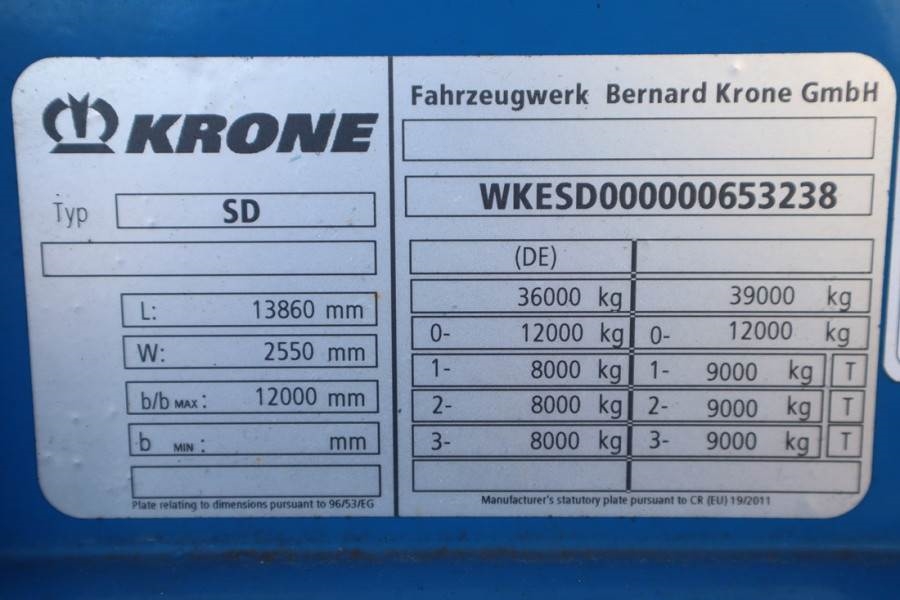 KRONE
Typ SD
L: 13860 mm
W: 2550 mm
b/b MAX : 12000 mm
b MIN : mm
Plate relating to dimensions pursuant to 96/53/EG
Fahrzeugwerk Bernard Krone GmbH
WKESD000000653238
(DE)
36000 kg 39000 kg
0- 12000 kg 0- 12000 kg
1- 8000 kg 1- 9000 kg T
2- 8000 kg 2- 9000 kg T
3- 8000 kg 3- 9000 kg T
Manufacturer's statutory plate pursuant to CR (EU) 19/2011